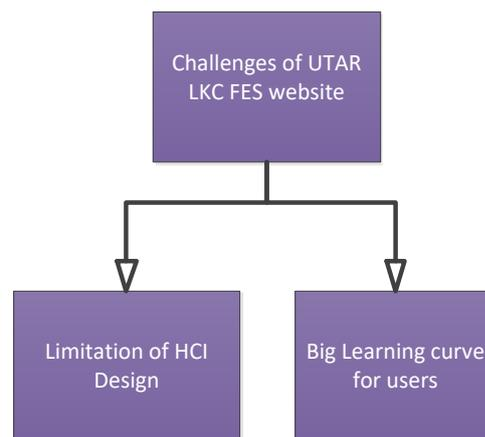 Challenges of UTAR
LKC FES website
Limitation of HCI
Design
Big Learning curve
for users